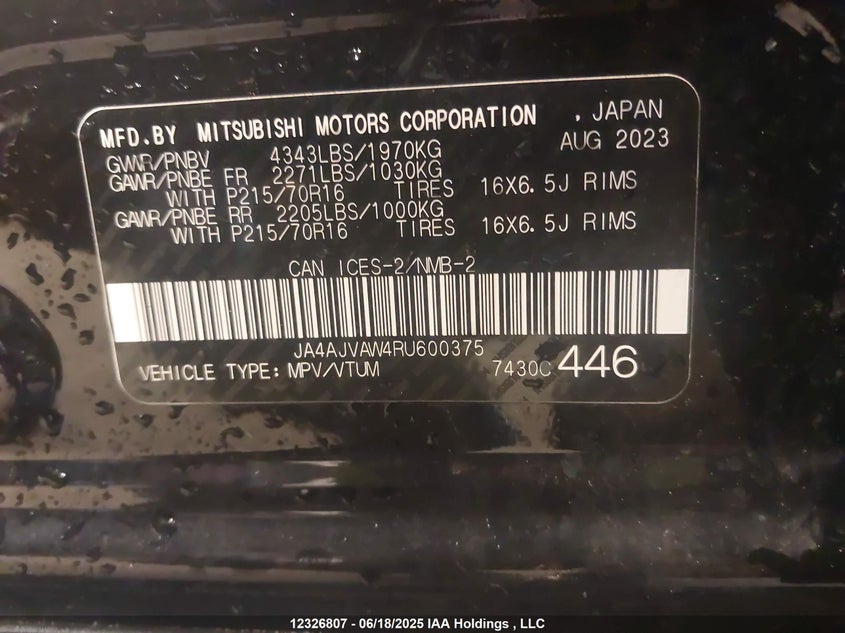 MFD.BY MITSUBISHI MOTORS CORPORATION , JAPAN
AUG 2023
GVWR/PNBV 4343LBS/1970KG
GAWR/PNBE FR 2271LBS/1030KG
WITH P215/70R16 TIRES 16X6.5J RIMS
GAWR/PNBE RR 2205LBS/1000KG
WITH P215/70R16 TIRES 16X6.5J RIMS
CAN ICES-2/NMB-2
JA4AJVAW4RU600375
VEHICLE TYPE: MPV/VTUM 7430C 446
12326807 - 06/18/2025 IAA Holdings , LLC